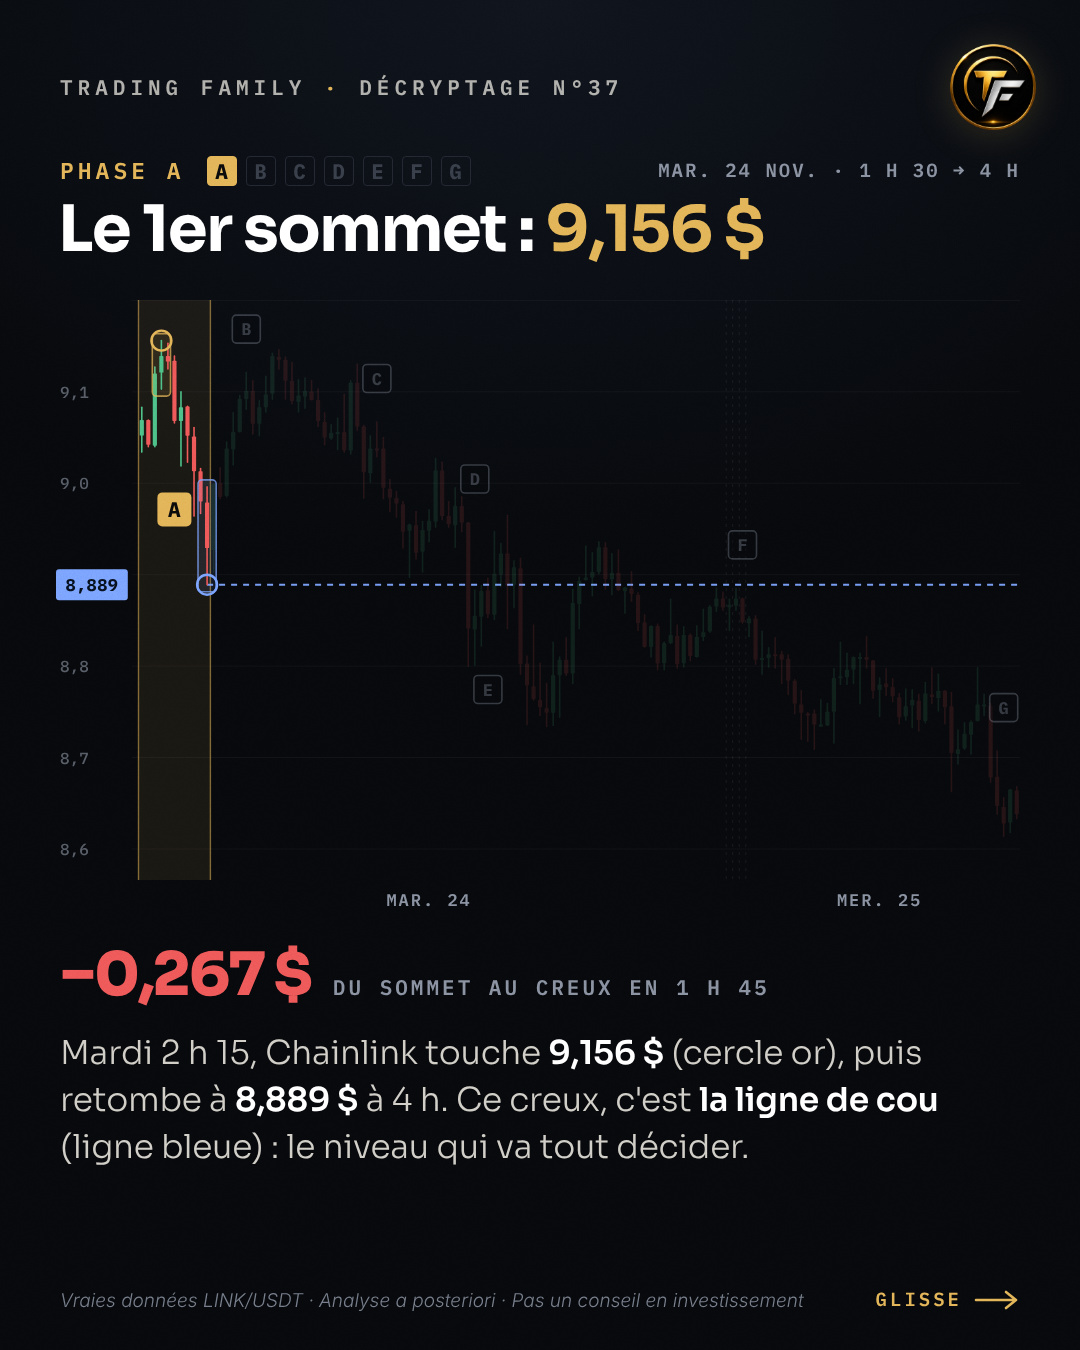 TRADING FAMILY · DÉCRYPTAGE N°37
TF
PHASE A A B C D E F G
MAR. 24 NOV. · 1 H 30 → 4 H
Le 1er sommet : 9,156 $
B
C
9,1
9,0
D
A
F
8,889
8,8
E
G
8,7
8,6
MAR. 24
MER. 25
−0,267 $ DU SOMMET AU CREUX EN 1 H 45
Mardi 2 h 15, Chainlink touche 9,156 $ (cercle or), puis
retombe à 8,889 $ à 4 h. Ce creux, c'est la ligne de cou
(ligne bleue) : le niveau qui va tout décider.
Vraies données LINK/USDT · Analyse a posteriori · Pas un conseil en investissement
GLISSE →